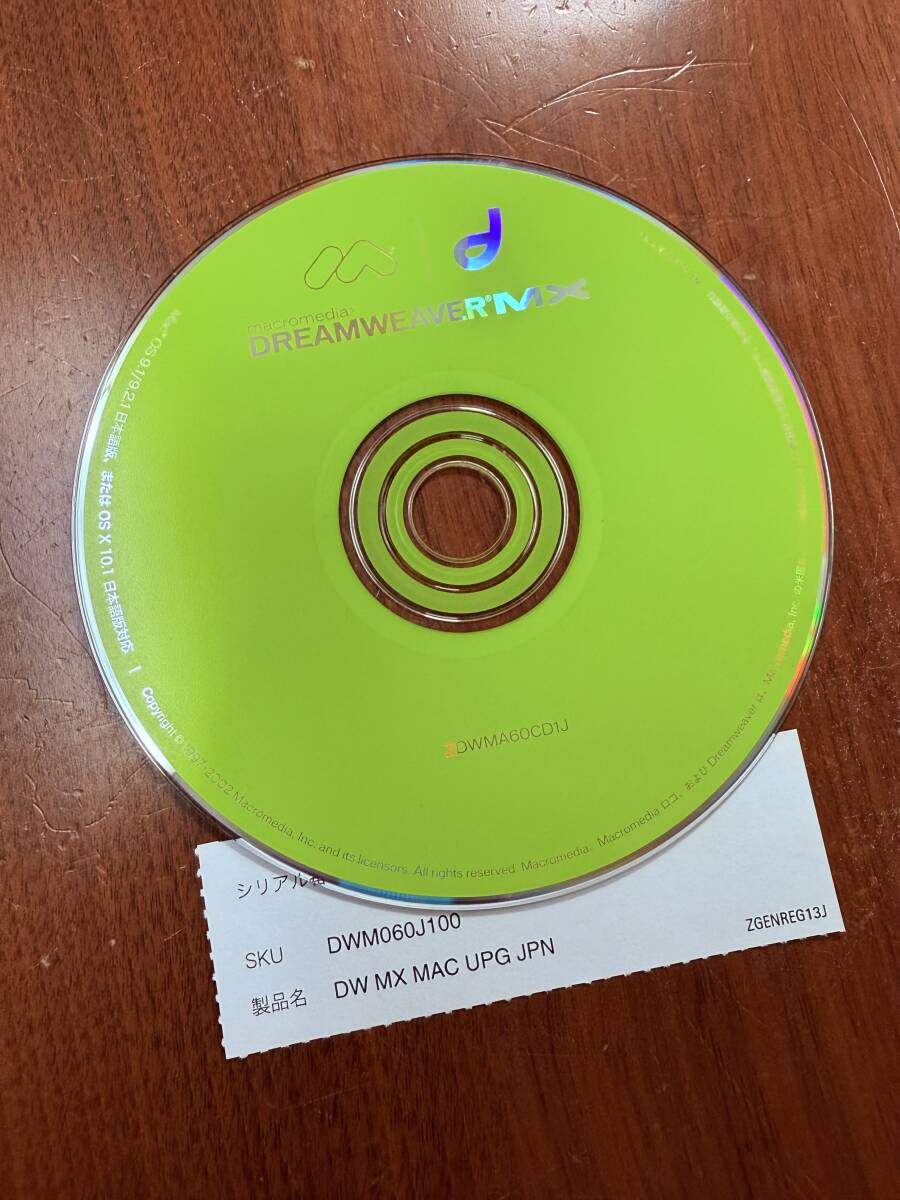 macromedia®
DREAMWEAVER® MX
Mac OS 9.1/9.2.1 日本語版、または OS X 10.1 日本語版対応 | Copyright © 1997-2002 Macromedia, Inc. and its licensors. All rights reserved. Macromedia、Macromedia ロゴ、および Dreamweaver は、Macromedia, Inc. の米国
ZDWMA60CD1J
シリアル
SKU DWM060J100
製品名 DW MX MAC UPG JPN
ZGENREG13J